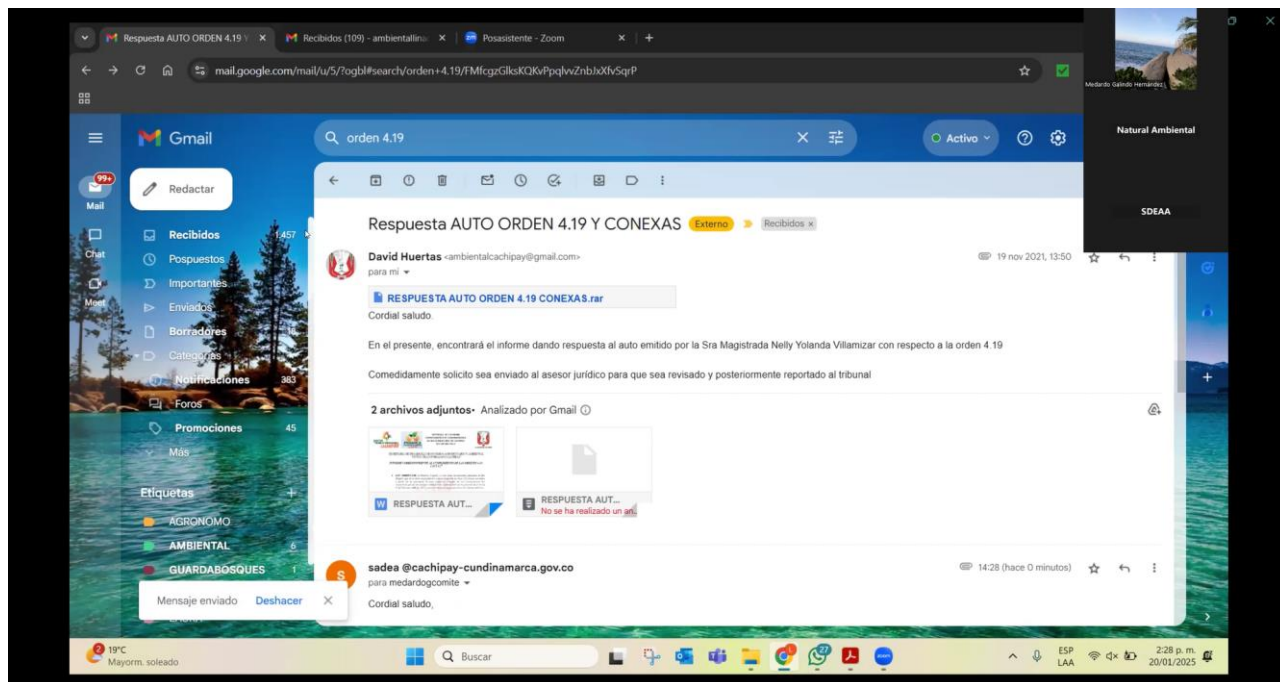 Respuesta AUTO ORDEN 4.19 Y
Recibidos (109) - ambientallina
Posasistente - Zoom
mail.google.com/mail/u/5/?ogbl#search/orden+4.19/FMfcgzGlksKQKvPpqlvvZnbJxXfvSqrP
Medardo Galindo Hernández
Natural Ambiental
SDEAA
Gmail
orden 4.19
Activo
99+
Mail
Chat
Meet
Redactar
Recibidos 1,457
Pospuestos
Importantes
Enviados
Borradores
Categorías
Notificaciones 383
Foros
Promociones 45
Más
Etiquetas
AGRONOMO
AMBIENTAL 6
GUARDABOSQUES 1
Respuesta AUTO ORDEN 4.19 Y CONEXAS Externo Recibidos ×
David Huertas <ambientalcachipay@gmail.com> 19 nov 2021, 13:50
para mí
RESPUESTA AUTO ORDEN 4.19 CONEXAS.rar
Cordial saludo.
En el presente, encontrará el informe dando respuesta al auto emitido por la Sra Magistrada Nelly Yolanda Villamizar con respecto a la orden 4.19
Comedidamente solicito sea enviado al asesor jurídico para que sea revisado y posteriormente reportado al tribunal
2 archivos adjuntos• Analizado por Gmail
RESPUESTA AUT...
RESPUESTA AUT...
No se ha realizado un an..
S
sadea @cachipay-cundinamarca.gov.co 14:28 (hace 0 minutos)
para medardogcomite
Cordial saludo,
Mensaje enviado Deshacer
19°C
Mayorm. soleado
Buscar
ESP
LAA
2:28 p. m.
20/01/2025